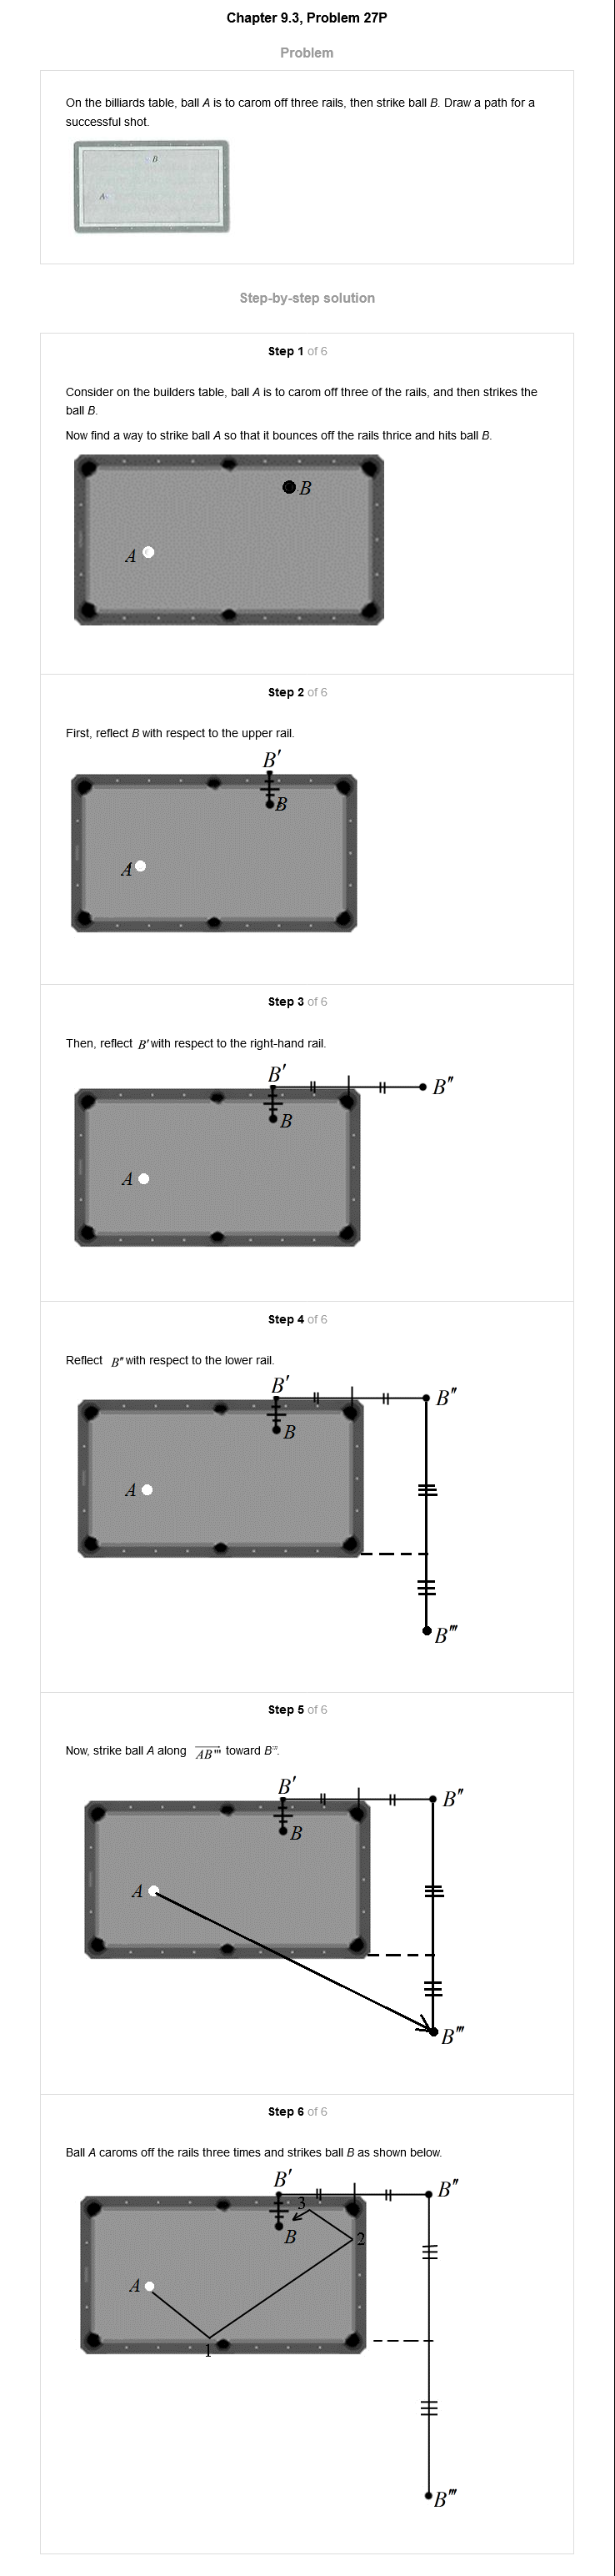 Chapter 9.3, Problem 27P
Problem
On the billiards table, ball A is to carom off three rails, then strike ball B. Draw a path for a
successful shot.
B
A
Step-by-step solution
Step 1 of 6
Consider on the builders table, ball A is to carom off three of the rails, and then strikes the
ball B.
Now find a way to strike ball A so that it bounces off the rails thrice and hits ball B.
B
A
Step 2 of 6
First, reflect B with respect to the upper rail.
B′
B
A
Step 3 of 6
Then, reflect B′ with respect to the right-hand rail.
B′ B″
B
A
Step 4 of 6
Reflect B″ with respect to the lower rail.
B′ B″
B
A
B‴
Step 5 of 6
Now, strike ball A along AB‴ toward B‴.
B′ B″
B
A
B‴
Step 6 of 6
Ball A caroms off the rails three times and strikes ball B as shown below.
B′ B″
3
B 2
A
1
B‴